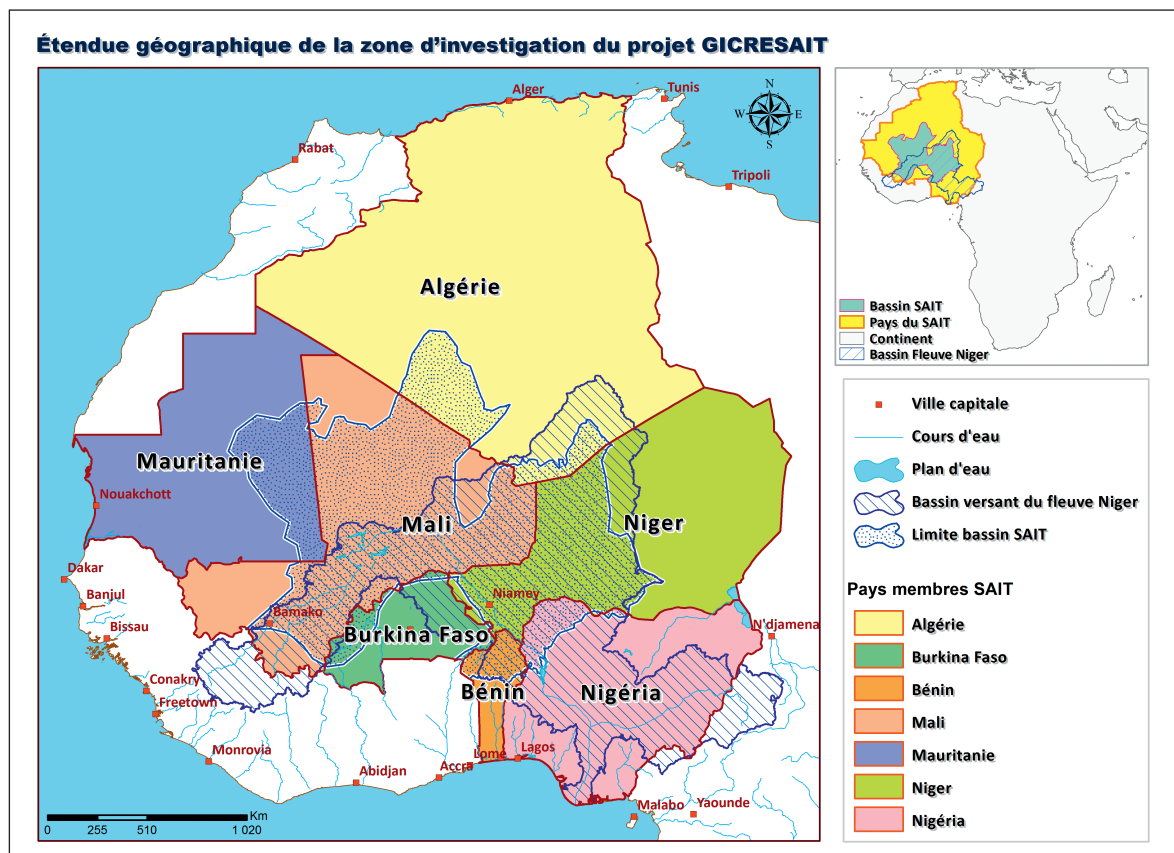 Étendue géographique de la zone d'investigation du projet GICRESAIT
Alger
Tunis
N
W E
S
Rabat
Tripoli
Algérie
Mauritanie
Nouakchott
Mali
Niger
Dakar
Banjul
Bissau
Bamako
Niamey
Burkina Faso
N'djamena
Conakry
Freetown
Bénin
Nigéria
Monrovia
Abidjan
Accra
Lomé
Lagos
Malabo
Yaounde
Km
0 255 510 1 020
Bassin SAIT
Pays du SAIT
Continent
Bassin Fleuve Niger
Ville capitale
Cours d'eau
Plan d'eau
Bassin versant du fleuve Niger
Limite bassin SAIT
Pays membres SAIT
Algérie
Burkina Faso
Bénin
Mali
Mauritanie
Niger
Nigéria